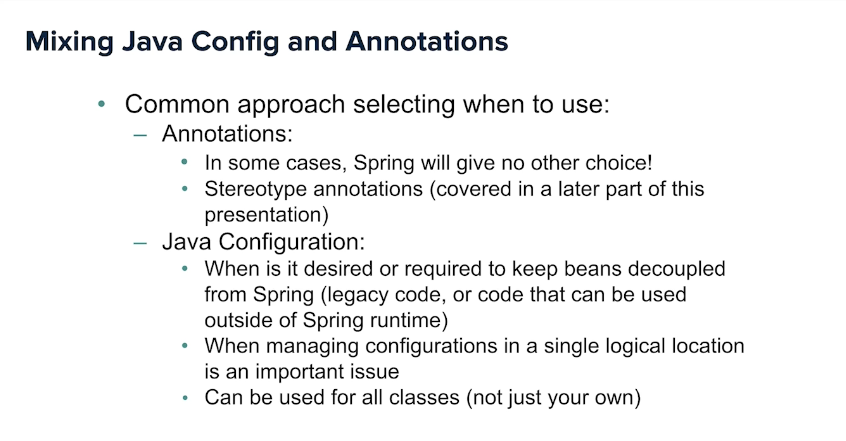 Mixing Java Config and Annotations
• Common approach selecting when to use:
– Annotations:
• In some cases, Spring will give no other choice!
• Stereotype annotations (covered in a later part of this
presentation)
– Java Configuration:
• When is it desired or required to keep beans decoupled
from Spring (legacy code, or code that can be used
outside of Spring runtime)
• When managing configurations in a single logical location
is an important issue
• Can be used for all classes (not just your own)